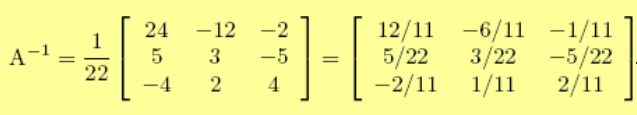 A⁻¹ = 1/22 [ 24 −12 −2 ] = [ 12/11 −6/11 −1/11 ]
[ 5 3 −5 ] [ 5/22 3/22 −5/22 ]
[ −4 2 4 ] [ −2/11 1/11 2/11 ].